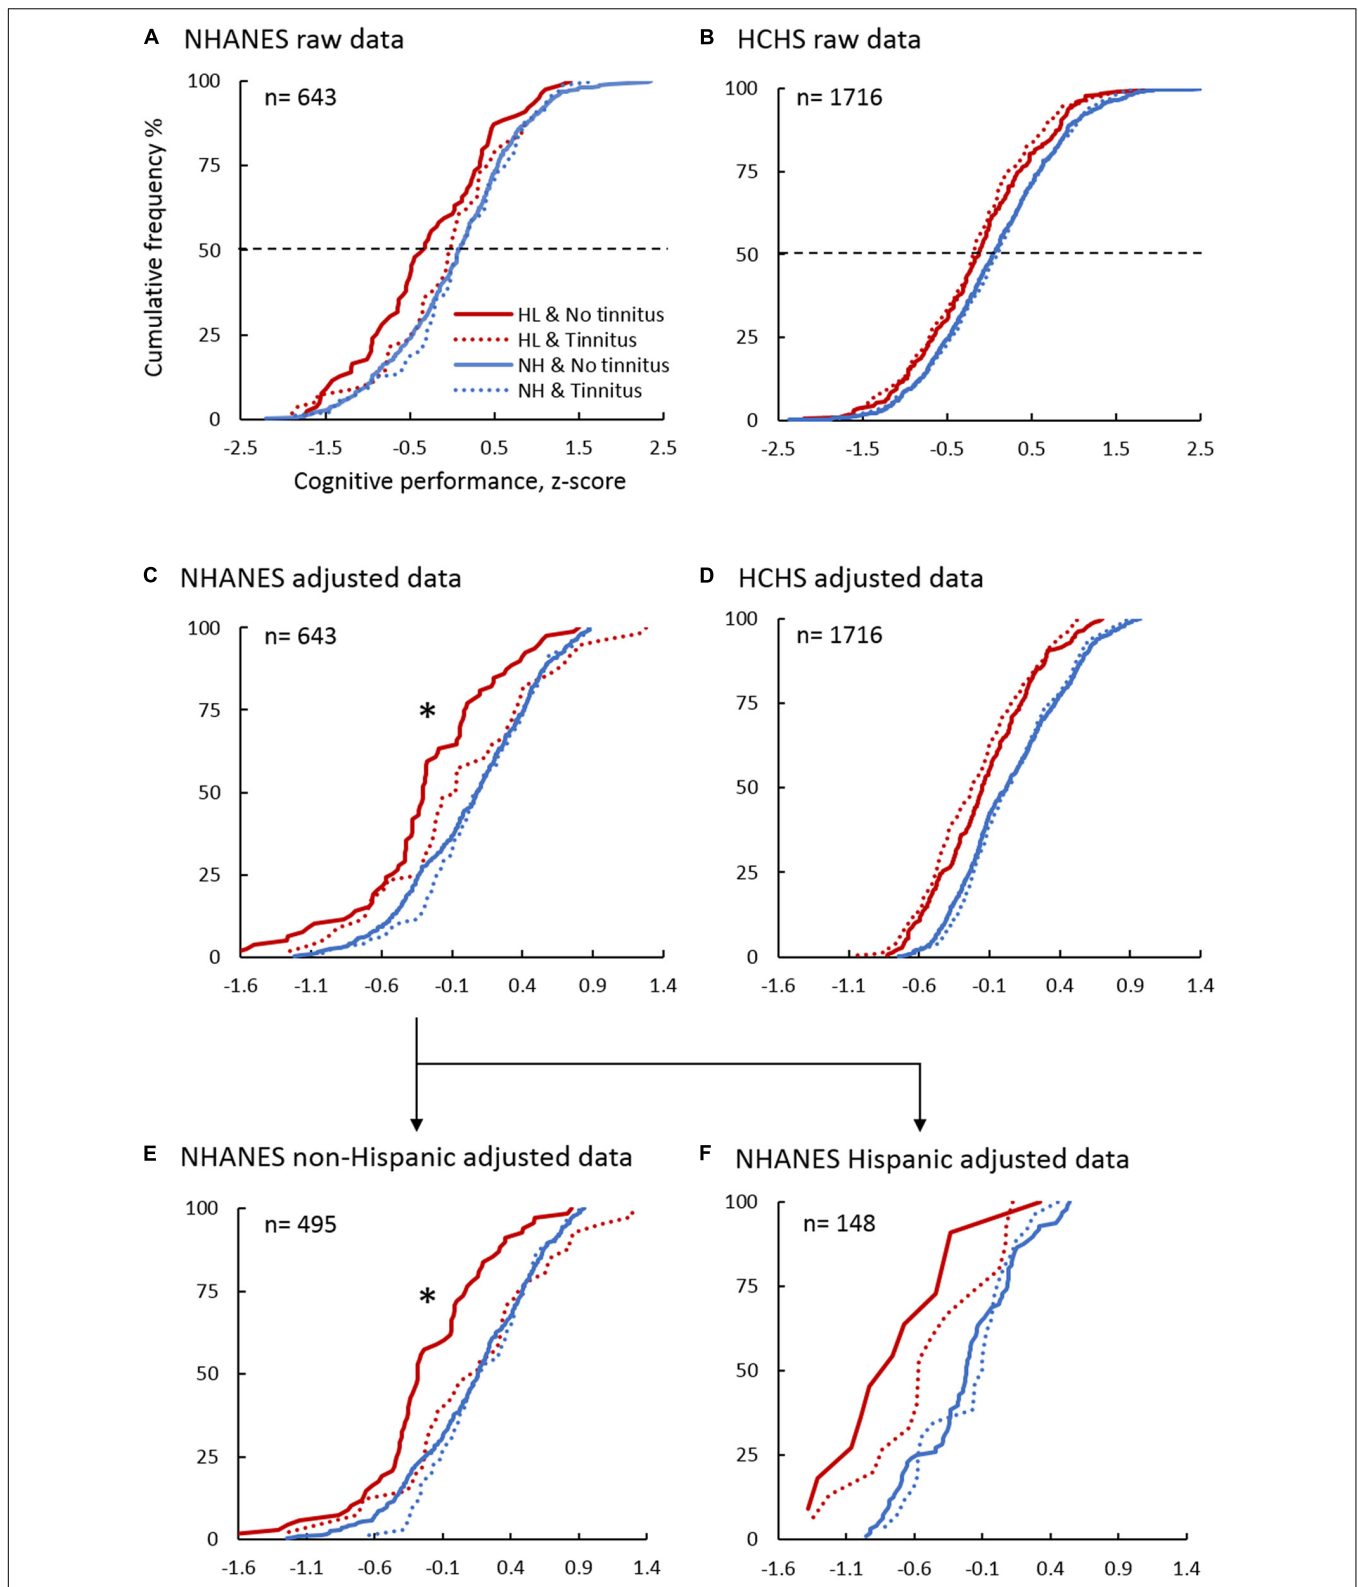 A NHANES raw data
B HCHS raw data
n= 643
n= 1716
Cumulative frequency %
100
75
50
25
0
-2.5 -1.5 -0.5 0.5 1.5 2.5
Cognitive performance, z-score
HL & No tinnitus
HL & Tinnitus
NH & No tinnitus
NH & Tinnitus
100
75
50
25
0
-2.5 -1.5 -0.5 0.5 1.5 2.5
C NHANES adjusted data
n= 643
*
100
75
50
25
0
-1.6 -1.1 -0.6 -0.1 0.4 0.9 1.4
D HCHS adjusted data
n= 1716
100
75
50
25
0
-1.6 -1.1 -0.6 -0.1 0.4 0.9 1.4
E NHANES non-Hispanic adjusted data
n= 495
*
100
75
50
25
0
-1.6 -1.1 -0.6 -0.1 0.4 0.9 1.4
F NHANES Hispanic adjusted data
n= 148
100
75
50
25
0
-1.6 -1.1 -0.6 -0.1 0.4 0.9 1.4